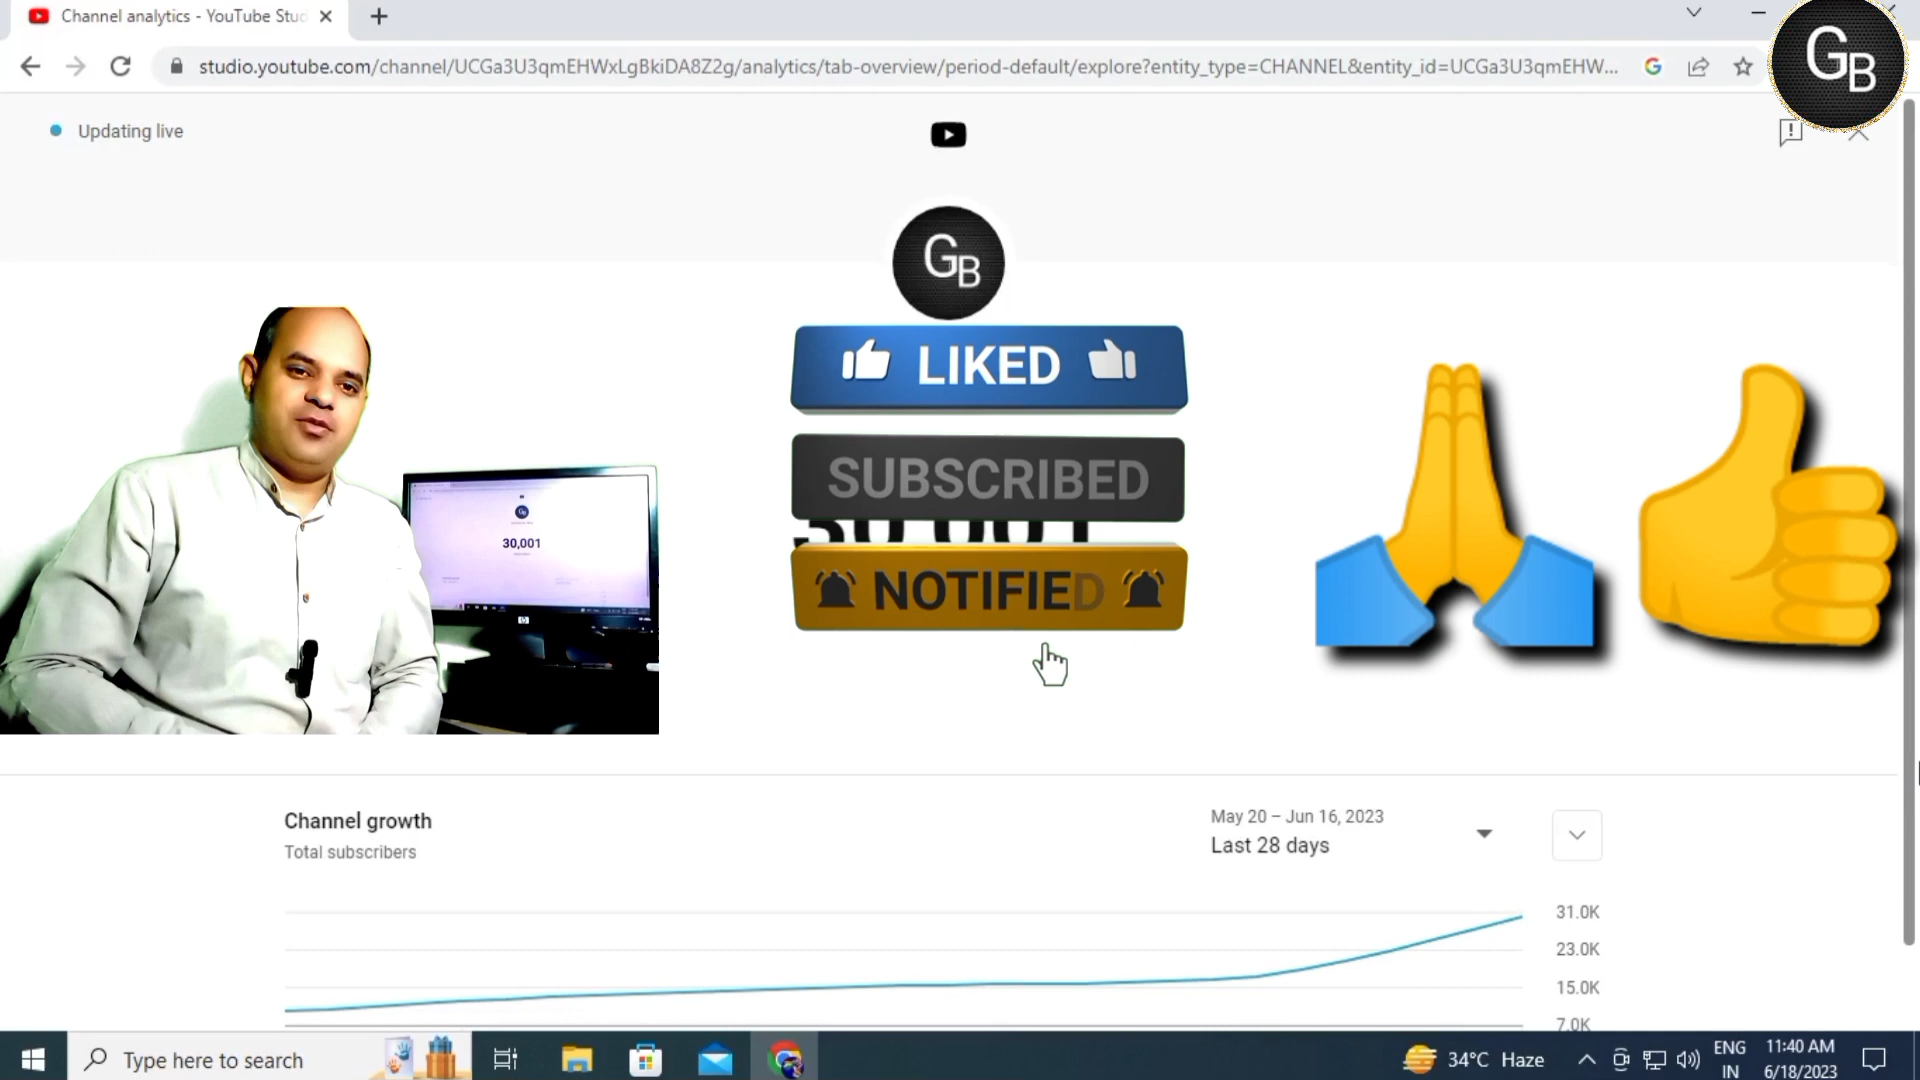 Channel analytics - YouTube Stu
studio.youtube.com/channel/UCGa3U3qmEHWxLgBkiDA8Z2g/analytics/tab-overview/period-default/explore?entity_type=CHANNEL&entity_id=UCGa3U3qmEHW...
GB
Updating live
GB
LIKED
SUBSCRIBED
30,001
NOTIFIED
30,001
Channel growth
Total subscribers
May 20 – Jun 16, 2023
Last 28 days
31.0K
23.0K
15.0K
7.0K
Type here to search
34°C Haze
ENG
IN
11:40 AM
6/18/2023